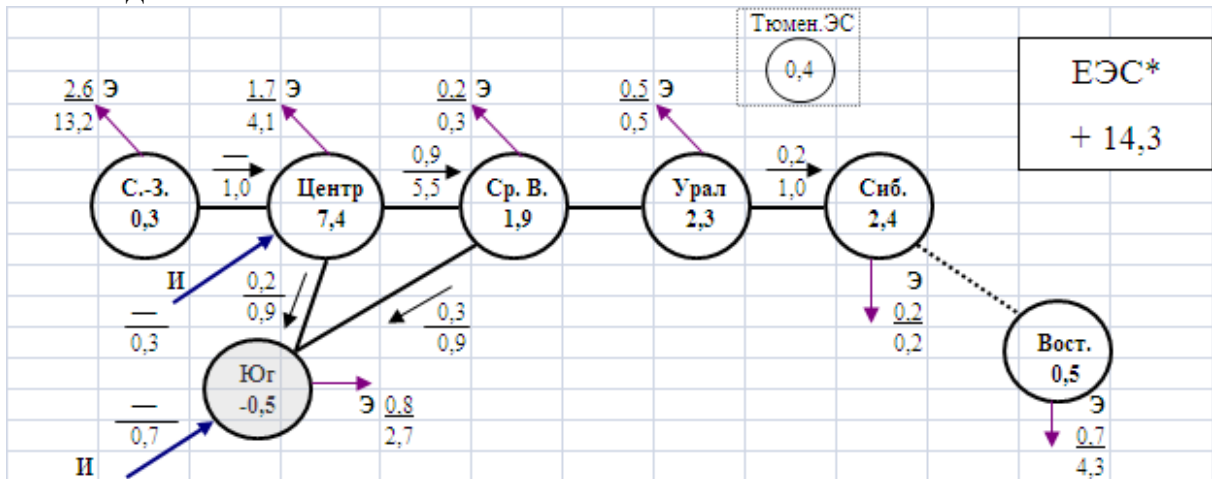 Тюмен.ЭС
0,4
ЕЭС*
+ 14,3
2,6 Э
13,2
1,7 Э
4,1
0,2 Э
0,3
0,5 Э
0,5
С.-З.
0,3
—
1,0
Центр
7,4
0,9
5,5
Ср. В.
1,9
Урал
2,3
0,2
1,0
Сиб.
2,4
И
—
0,3
0,2
0,9
0,3
0,9
Э
0,2
0,2
Вост.
0,5
Юг
-0,5
Э 0,8
2,7
—
0,7
И
Э
0,7
4,3